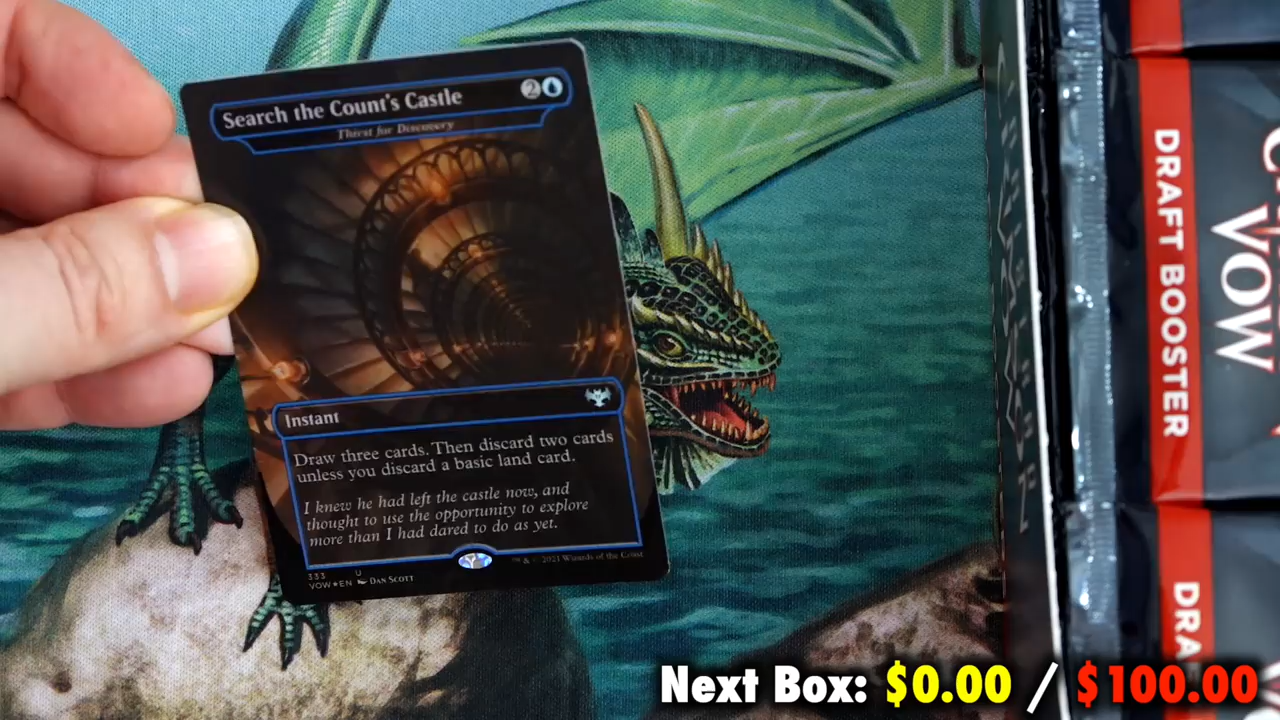 Search the Count's Castle
2
Thirst for Discovery
Instant
Draw three cards. Then discard two cards
unless you discard a basic land card.
I knew he had left the castle now, and
thought to use the opportunity to explore
more than I had dared to do as yet.
333 U
VOW★EN DAN SCOTT
™ & © 2021 Wizards of the Coast
DRAFT BOOSTER
VOW
DRA
Next Box: $0.00 / $100.00